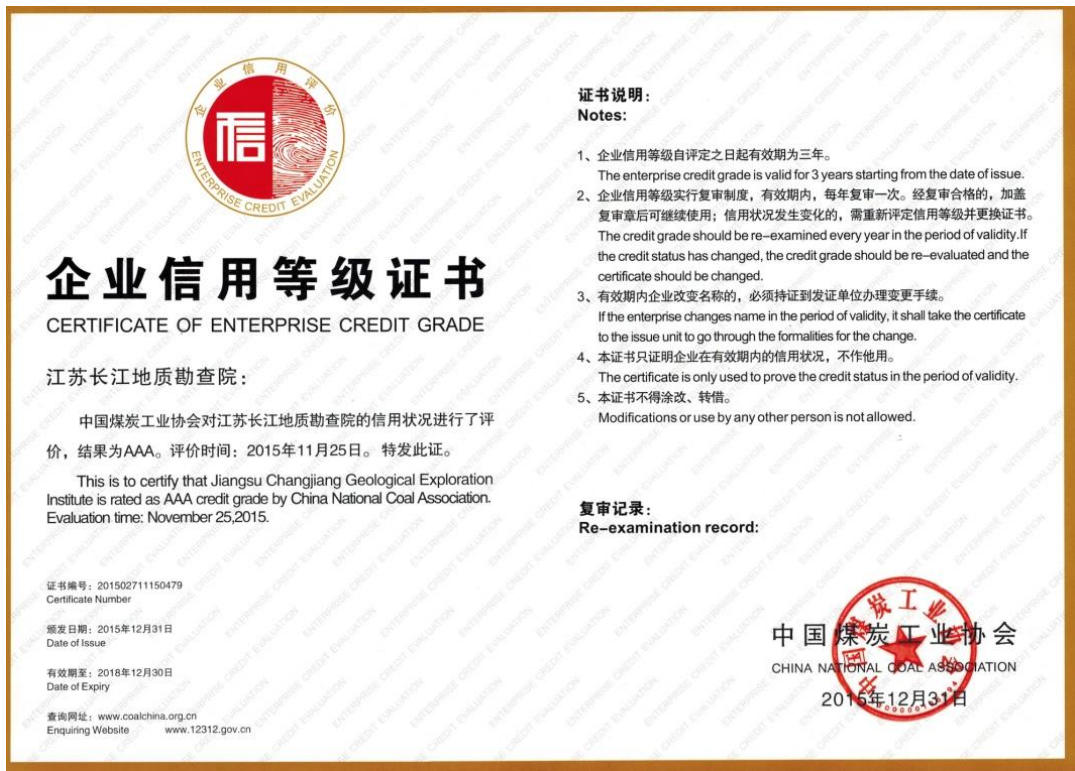 企业信用评价
信
ENTERPRISE CREDIT EVALUATION
企业信用等级证书
CERTIFICATE OF ENTERPRISE CREDIT GRADE
江苏长江地质勘查院：
中国煤炭工业协会对江苏长江地质勘查院的信用状况进行了评
价，结果为AAA。评价时间：2015年11月25日。特发此证。
This is to certify that Jiangsu Changjiang Geological Exploration
Institute is rated as AAA credit grade by China National Coal Association.
Evaluation time: November 25,2015.
证书编号：201502711150479
Certificate Number
颁发日期：2015年12月31日
Date of Issue
有效期至：2018年12月30日
Date of Expiry
查询网址：www.coalchina.org.cn
Enquiring Website www.12312.gov.cn
证书说明：
Notes:
1、企业信用等级自评定之日起有效期为三年。
The enterprise credit grade is valid for 3 years starting from the date of issue.
2、企业信用等级实行复审制度，有效期内，每年复审一次。经复审合格的，加盖
复审章后可继续使用；信用状况发生变化的，需重新评定信用等级并更换证书。
The credit grade should be re-examined every year in the period of validity.If
the credit status has changed, the credit grade should be re-evaluated and the
certificate should be changed.
3、有效期内企业改变名称的，必须持证到发证单位办理变更手续。
If the enterprise changes name in the period of validity, it shall take the certificate
to the issue unit to go through the formalities for the change.
4、本证书只证明企业在有效期内的信用状况，不作他用。
The certificate is only used to prove the credit status in the period of validity.
5、本证书不得涂改、转借。
Modifications or use by any other person is not allowed.
复审记录：
Re-examination record:
中国煤炭工业协会
CHINA NATIONAL COAL ASSOCIATION
2015年12月31日
中国煤炭工业协会